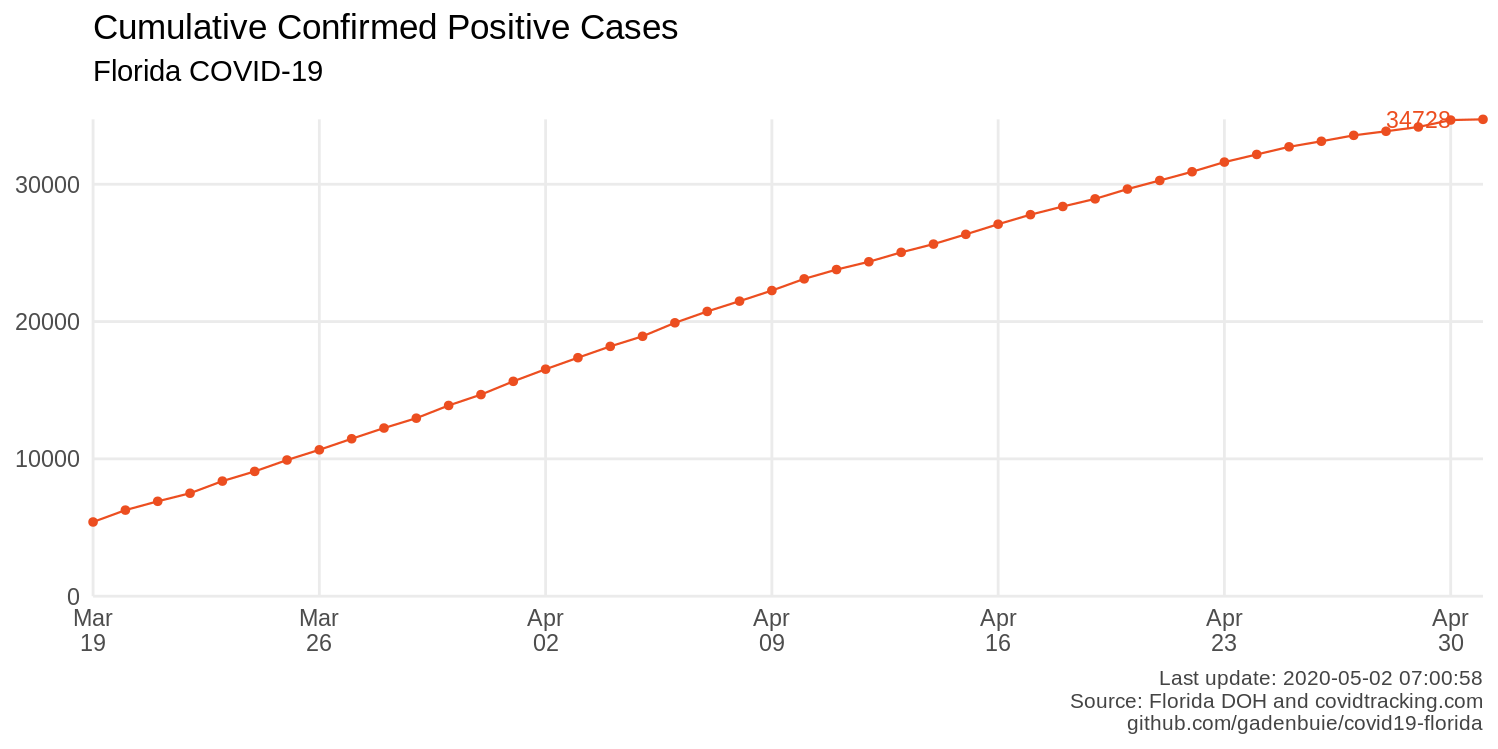 Cumulative Confirmed Positive Cases
Florida COVID-19
34728
30000
20000
10000
0
Mar
19
Mar
26
Apr
02
Apr
09
Apr
16
Apr
23
Apr
30
Last update: 2020-05-02 07:00:58
Source: Florida DOH and covidtracking.com
github.com/gadenbuie/covid19-florida